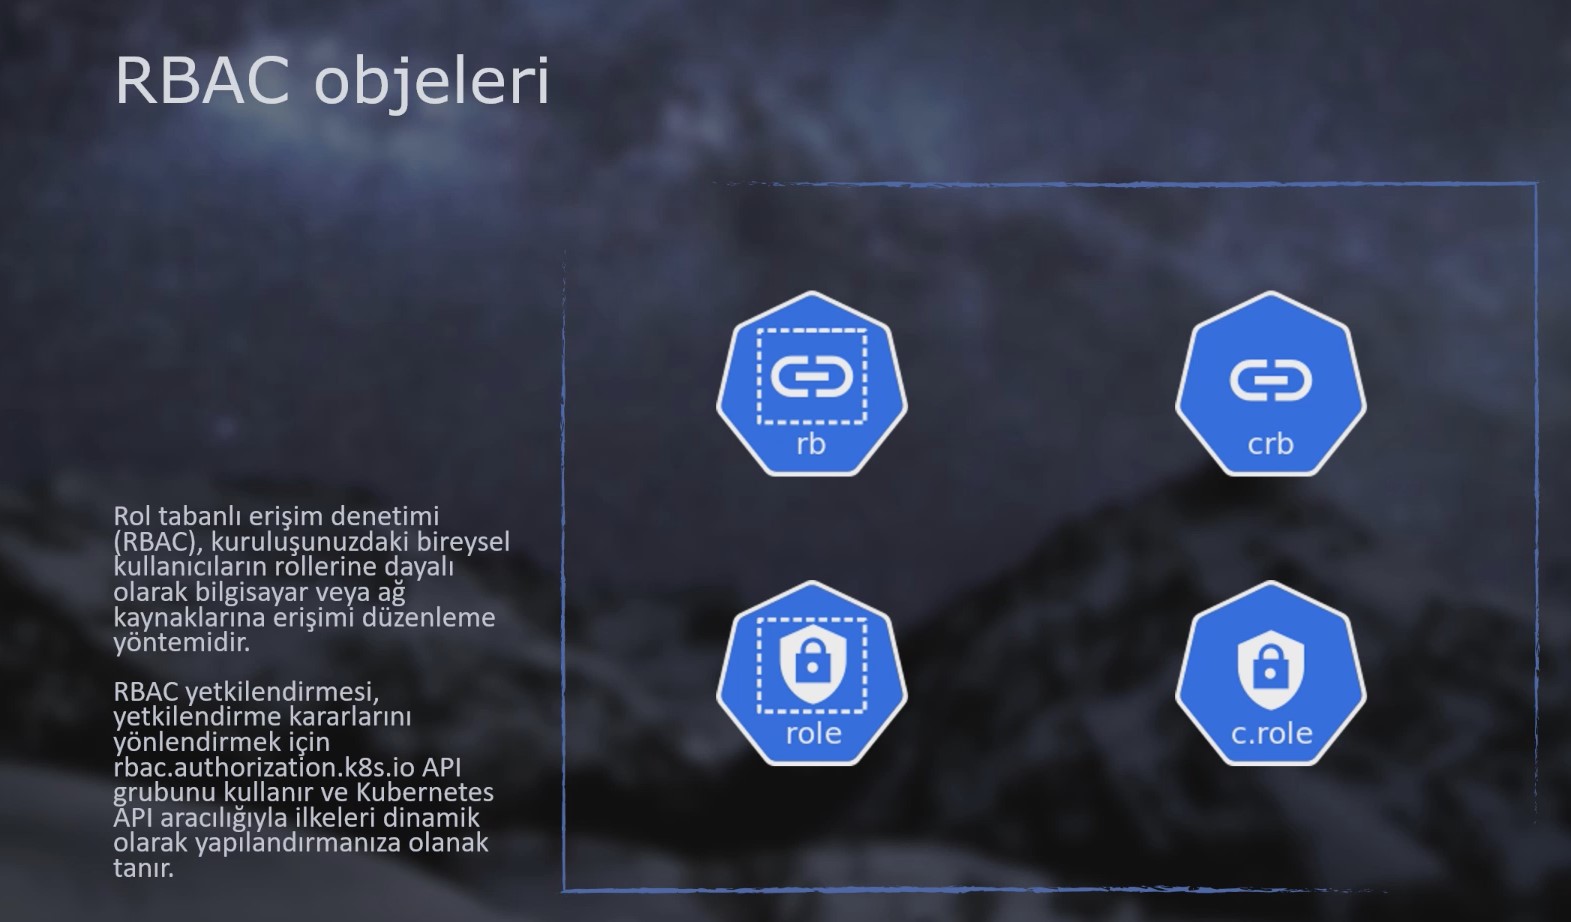 RBAC objeleri
Rol tabanlı erişim denetimi
(RBAC), kuruluşunuzdaki bireysel
kullanıcıların rollerine dayalı
olarak bilgisayar veya ağ
kaynaklarına erişimi düzenleme
yöntemidir.
RBAC yetkilendirmesi,
yetkilendirme kararlarını
yönlendirmek için
rbac.authorization.k8s.io API
grubunu kullanır ve Kubernetes
API aracılığıyla ilkeleri dinamik
olarak yapılandırmanıza olanak
tanır.
rb
crb
role
c.role